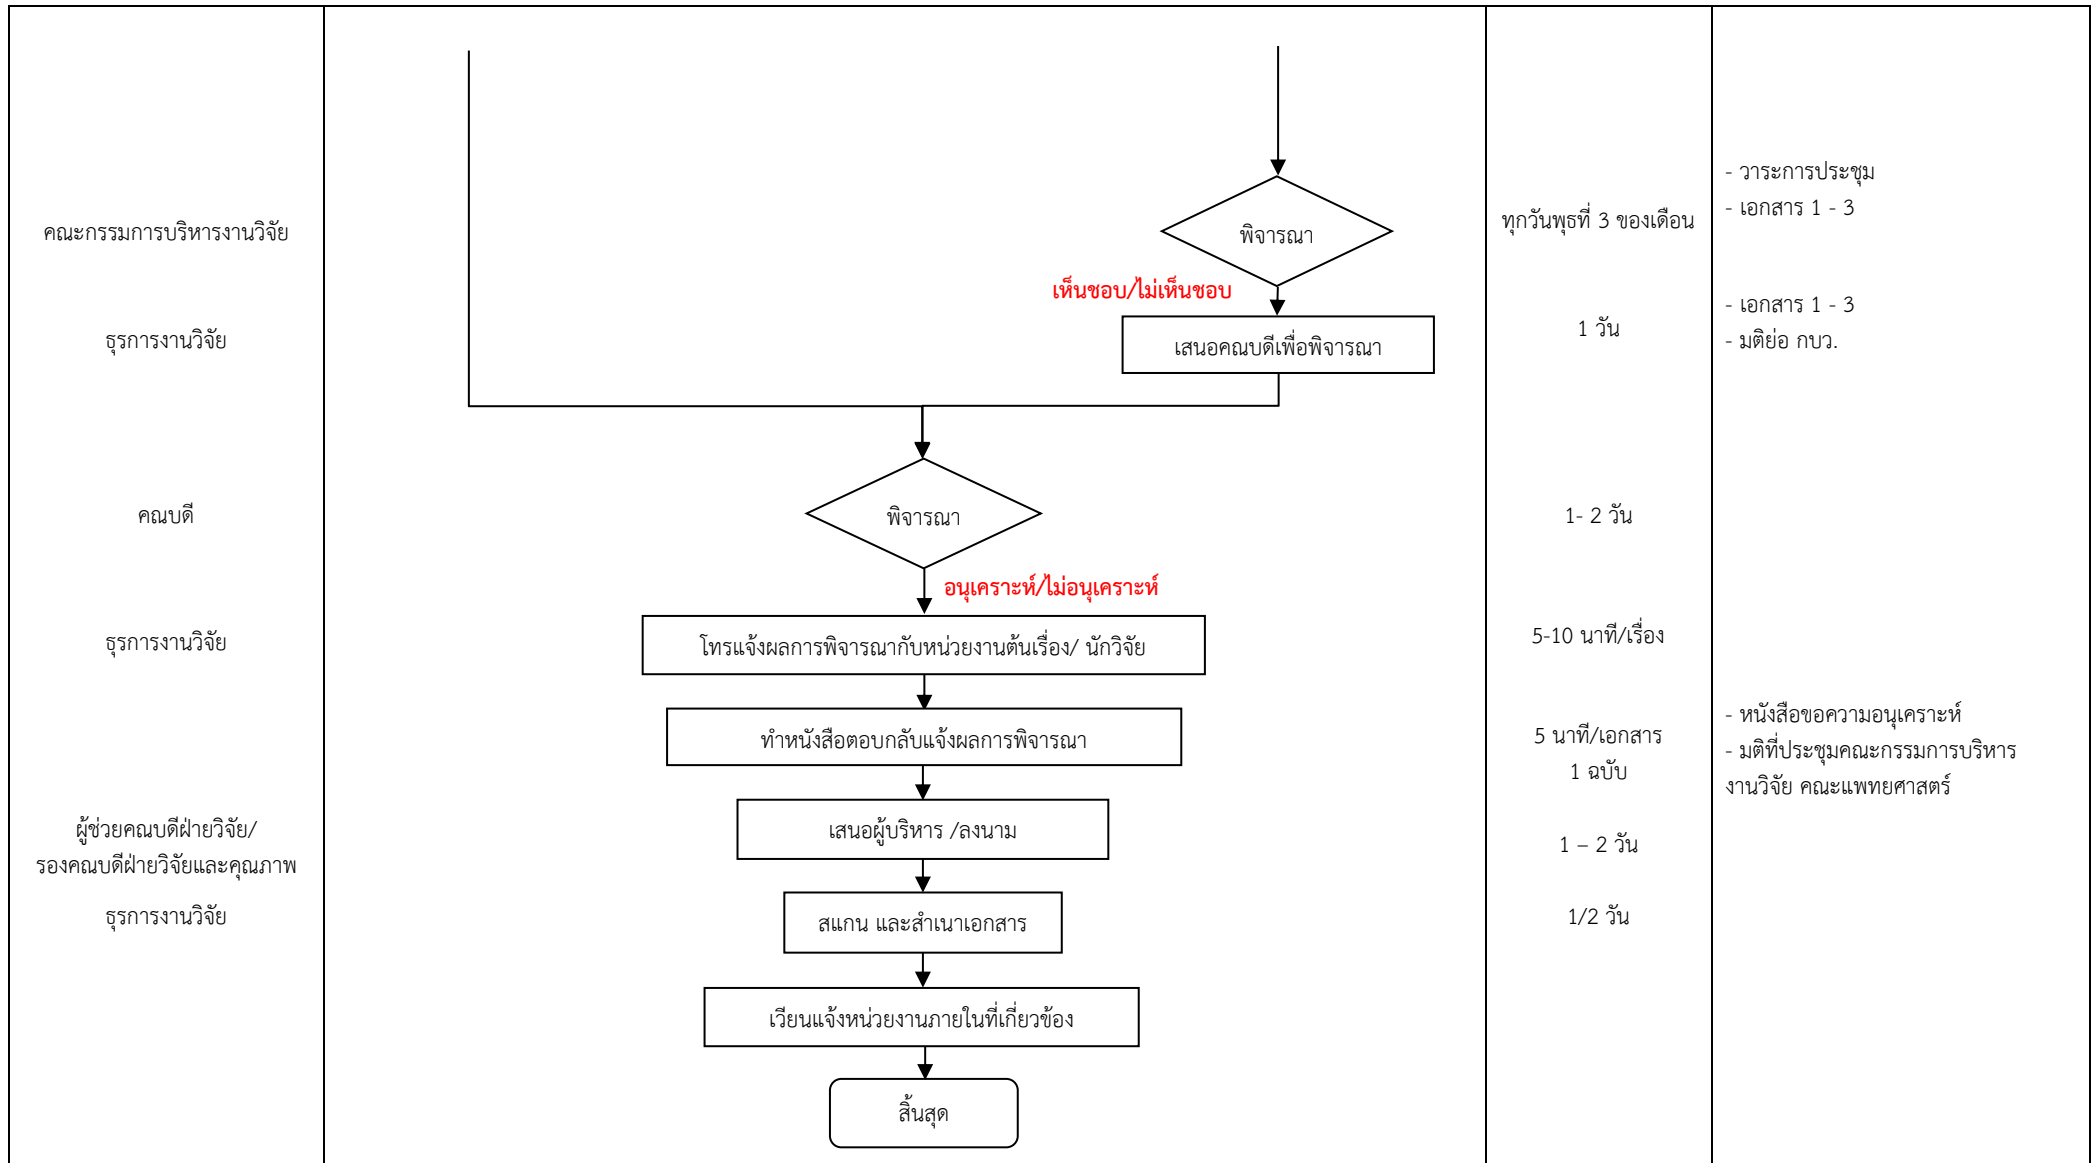 คณะกรรมการบริหารงานวิจัย
พิจารณา
ทุกวันพุธที่ 3 ของเดือน
- วาระการประชุม
- เอกสาร 1 - 3
เห็นชอบ/ไม่เห็นชอบ
ธุรการงานวิจัย
เสนอคณบดีเพื่อพิจารณา
1 วัน
- เอกสาร 1 - 3
- มติย่อ กบว.
คณบดี
พิจารณา
1- 2 วัน
อนุเคราะห์/ไม่อนุเคราะห์
ธุรการงานวิจัย
โทรแจ้งผลการพิจารณากับหน่วยงานต้นเรื่อง/ นักวิจัย
5-10 นาที/เรื่อง
ทำหนังสือตอบกลับแจ้งผลการพิจารณา
5 นาที/เอกสาร
1 ฉบับ
- หนังสือขอความอนุเคราะห์
- มติที่ประชุมคณะกรรมการบริหาร
งานวิจัย คณะแพทยศาสตร์
ผู้ช่วยคณบดีฝ่ายวิจัย/
รองคณบดีฝ่ายวิจัยและคุณภาพ
เสนอผู้บริหาร /ลงนาม
1 – 2 วัน
ธุรการงานวิจัย
สแกน และสำเนาเอกสาร
1/2 วัน
เวียนแจ้งหน่วยงานภายในที่เกี่ยวข้อง
สิ้นสุด